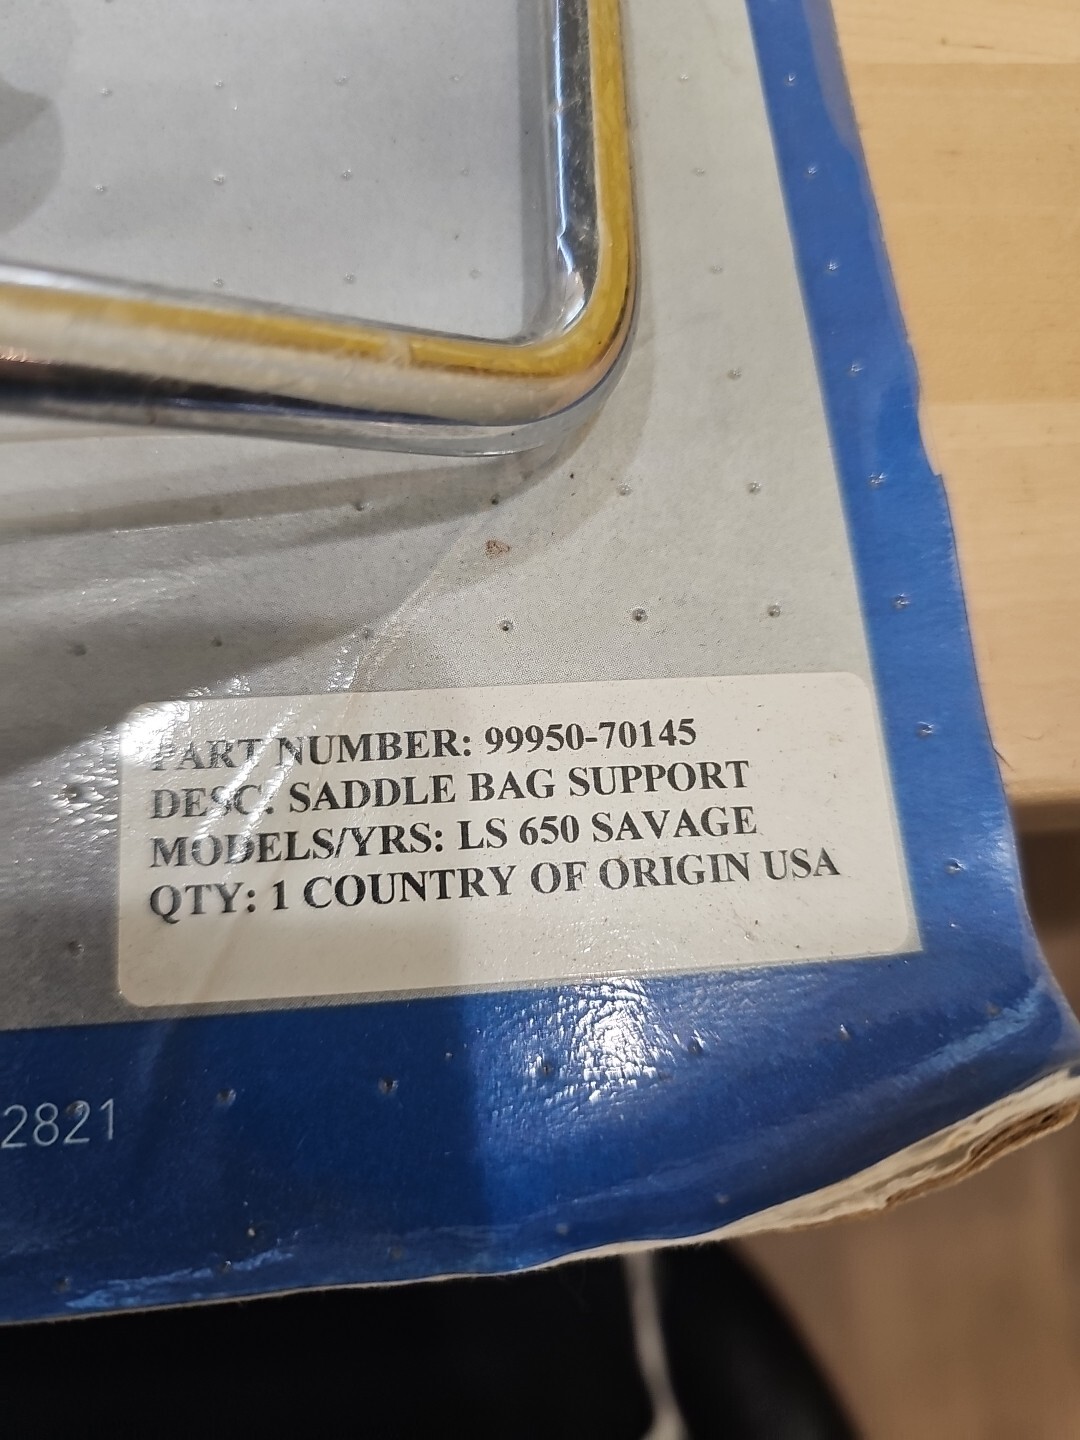 PART NUMBER: 99950-70145
DESC: SADDLE BAG SUPPORT
MODELS/YRS: LS 650 SAVAGE
QTY: 1 COUNTRY OF ORIGIN USA
2821